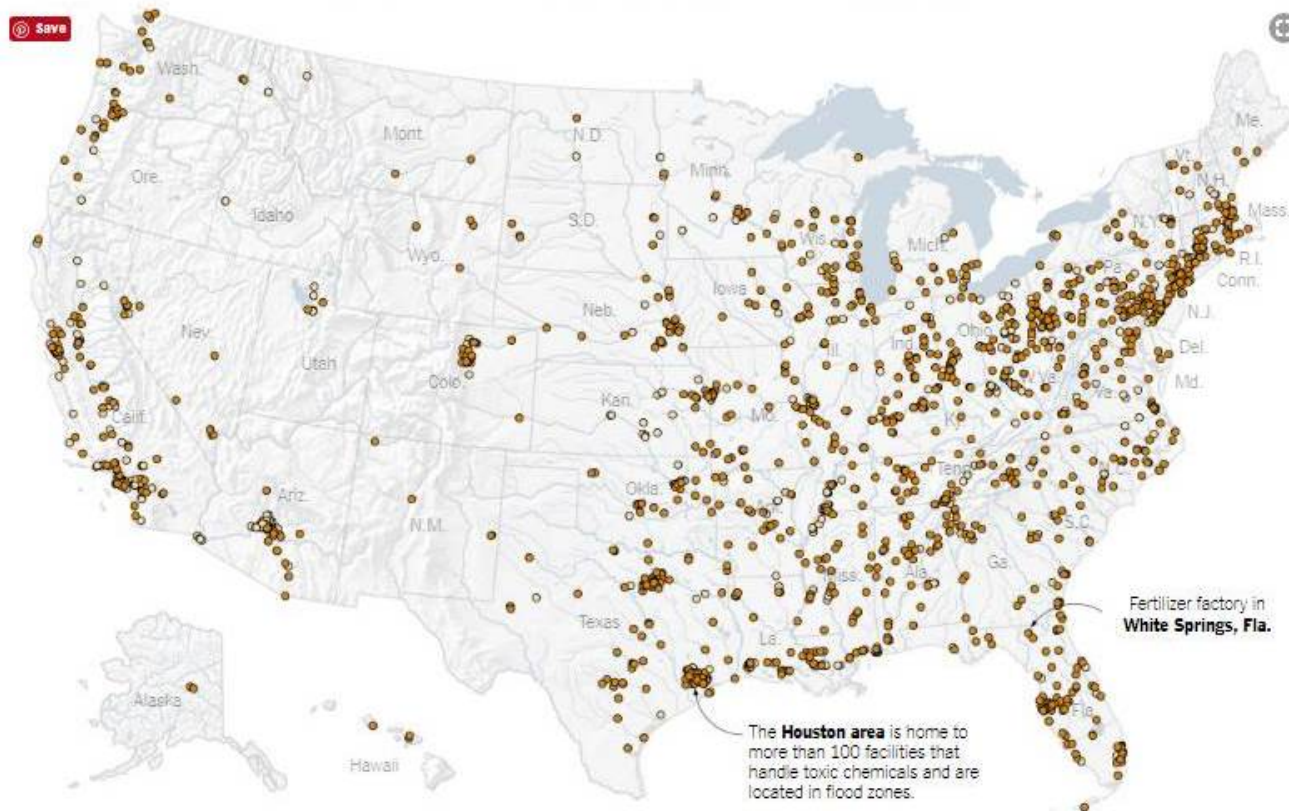 Save
Wash.
Mont.
N.D.
Minn.
Me.
Vt.
N.H.
Ore.
Idaho
S.D.
Wis.
Mich.
N.Y.
Mass.
Wyo.
R.I.
Conn.
Pa.
Iowa
Neb.
Nev.
Utah
Colo.
Ill.
Ind.
Ohio
N.J.
Del.
Md.
W.Va.
Va.
Calif.
Kan.
Mo.
Ky.
Ariz.
N.M.
Okla.
Ark.
Tenn.
N.C.
S.C.
Miss.
Ala.
Ga.
Texas
La.
Fertilizer factory in
White Springs, Fla.
Alaska
Hawaii
Fla.
The Houston area is home to
more than 100 facilities that
handle toxic chemicals and are
located in flood zones.